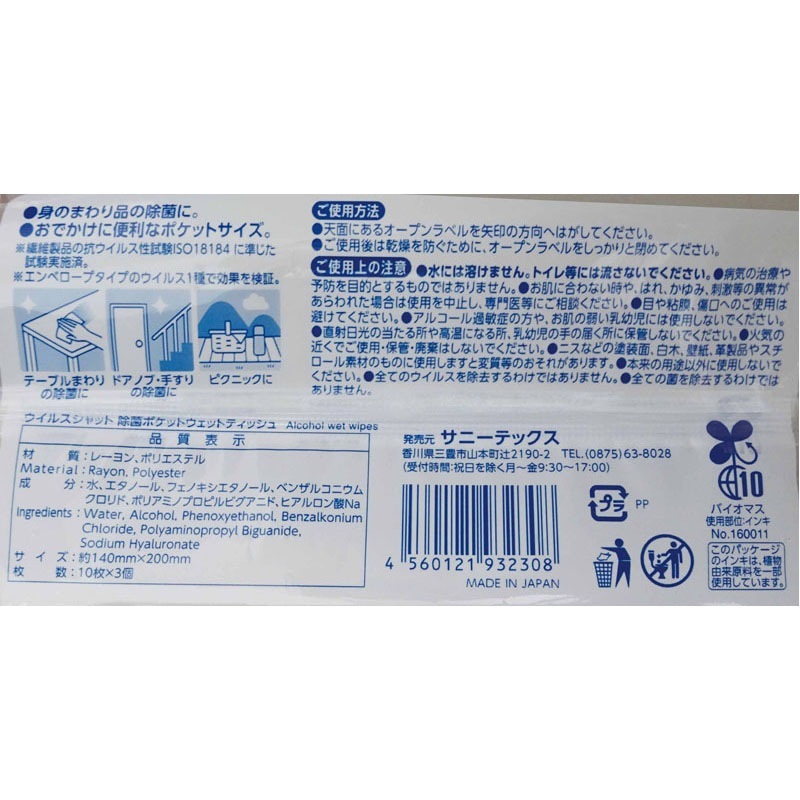 ●身のまわり品の除菌に。
●おでかけに便利なポケットサイズ。
※繊維製品の抗ウイルス性試験ISO18184に準じた
試験実施済。
※エンベロープタイプのウイルス1種で効果を検証。
テーブルまわり
の除菌に
ドアノブ・手すり
の除菌に
ピクニックに
ご使用方法
●天面にあるオープンラベルを矢印の方向へはがしてください。
●ご使用後は乾燥を防ぐために、オープンラベルをしっかりと閉めてください。
ご使用上の注意 ●水には溶けません。トイレ等には流さないでください。●病気の治療や
予防を目的とするものではありません。●お肌に合わない時や、はれ、かゆみ、刺激等の異常が
あらわれた場合は使用を中止し、専門医等にご相談ください。●目や粘膜、傷口へのご使用は
避けてください。●アルコール過敏症の方や、お肌の弱い乳幼児には使用しないでください。
●直射日光の当たる所や高温になる所、乳幼児の手の届く所に保管しないでください。●火気の
近くでご使用・保管・廃棄はしないでください。●ニスなどの塗装面、白木、壁紙、革製品やスチ
ロール素材のものに使用しますと変質等のおそれがあります。●本来の用途以外に使用しないで
ください。●全てのウイルスを除去するわけではありません。●全ての菌を除去するわけでは
ありません。
ウイルスシャット 除菌ポケットウェットティッシュ Alcohol wet wipes
品質表示
材質：レーヨン、ポリエステル
Material : Rayon, Polyester
成分：水、エタノール、フェノキシエタノール、ベンザルコニウム
クロリド、ポリアミノプロピルビグアニド、ヒアルロン酸Na
Ingredients : Water, Alcohol, Phenoxyethanol, Benzalkonium
Chloride, Polyaminopropyl Biguanide,
Sodium Hyaluronate
サイズ：約140mm×200mm
枚数：10枚×3個
発売元 サニーテックス
香川県三豊市山本町辻2190-2 TEL.(0875)63-8028
(受付時間:祝日を除く月～金9:30～17:00)
4 560121 932308
MADE IN JAPAN
プラ
PP
10
バイオマス
使用部位:インキ
No.160011
このパッケージ
のインキは、植物
由来原料を一部
使用しています。